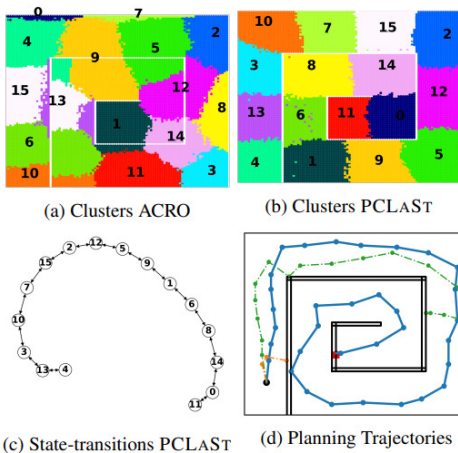 0 7
4 9 5 2
15 13 12 8
6 1 14
10 11 3
(a) Clusters ACRO
10 7 15 2
3 8 14
13 6 11 0 12
4 1 9 5
(b) Clusters PCLAST
2 12 5
15 9
7 1
10 6
3 8
13 4 14
0
11
(c) State-transitions PCLAST
(d) Planning Trajectories